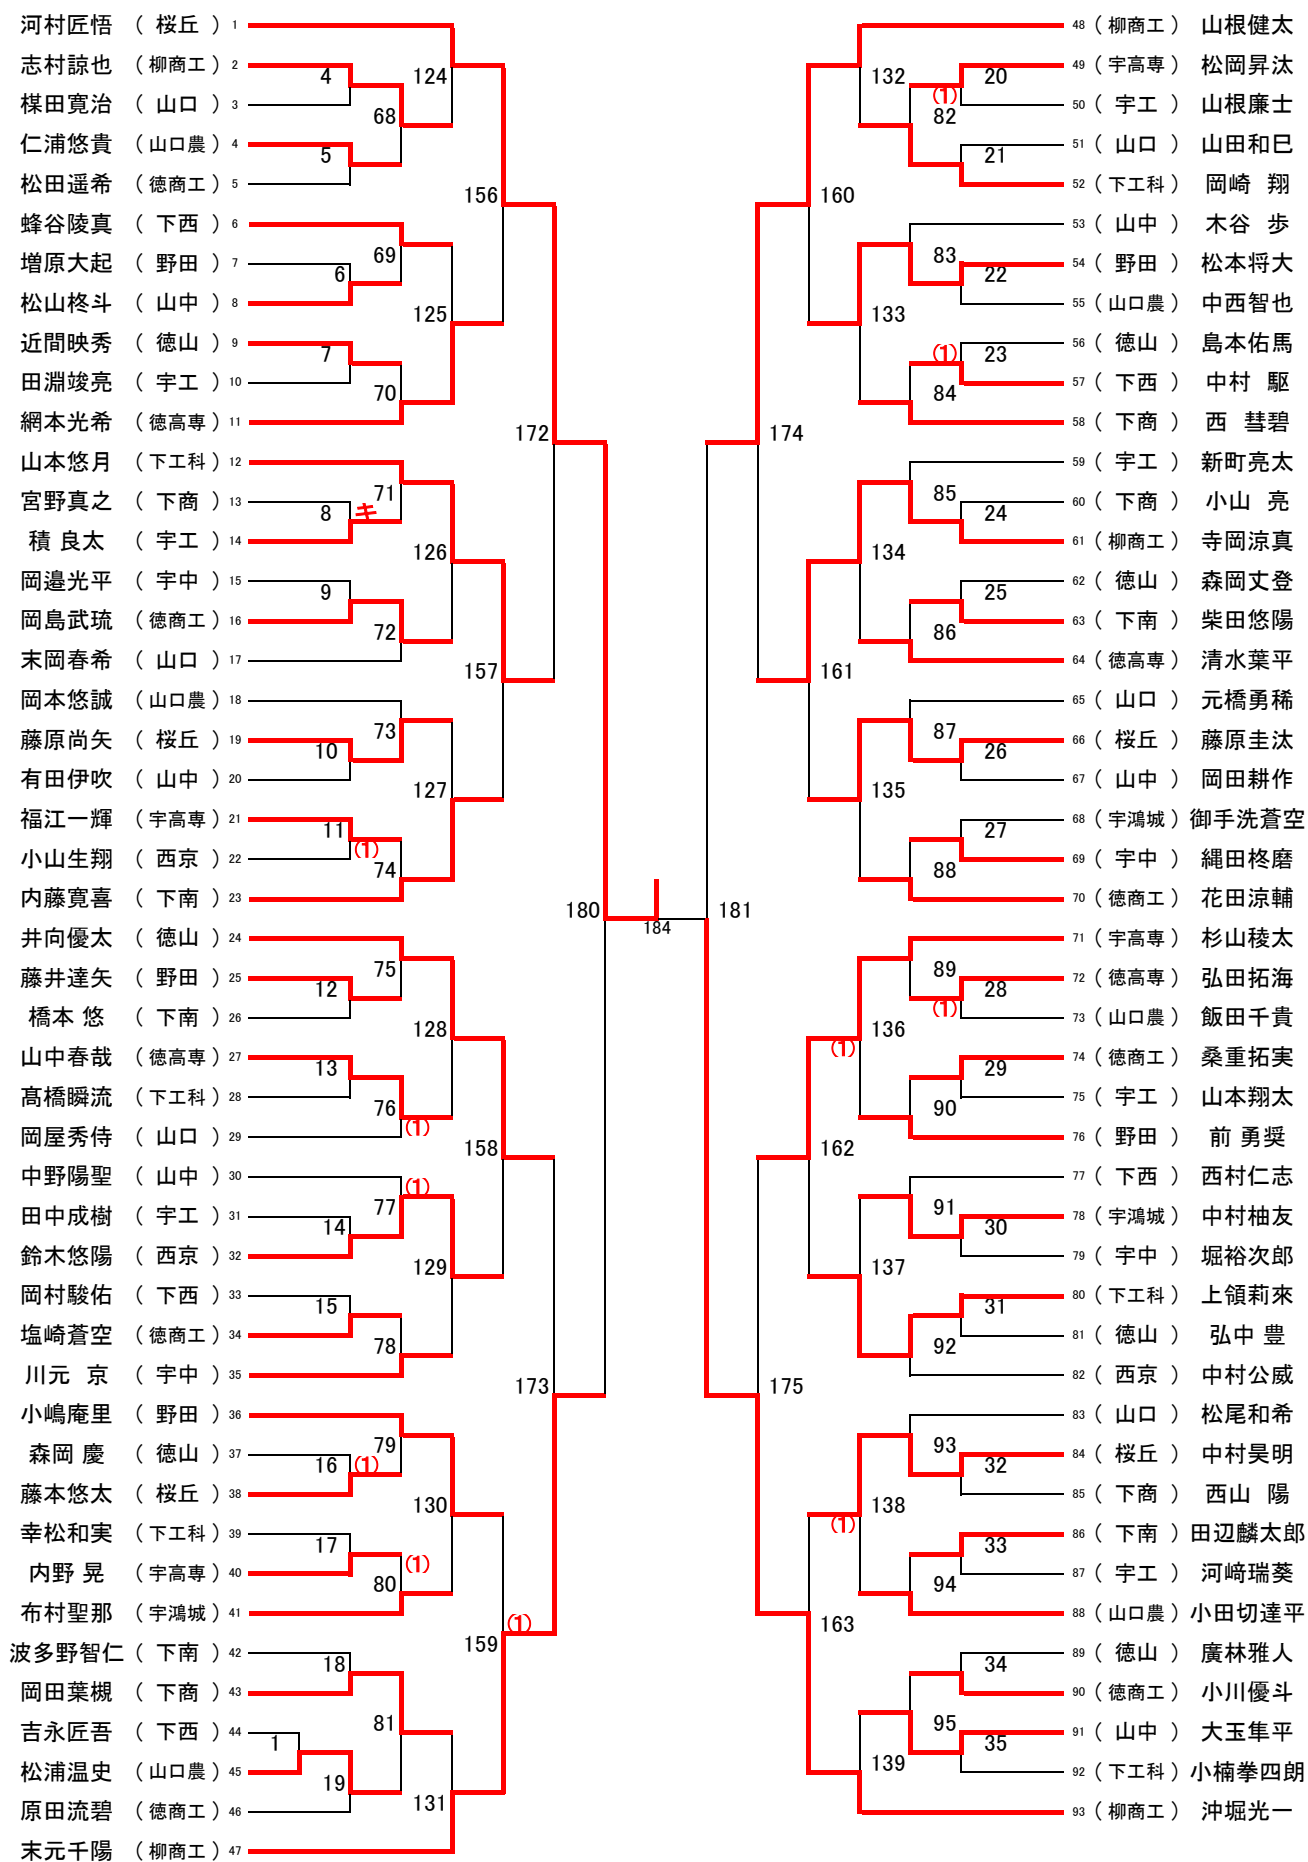 河村匠悟 （ 桜丘 ） 1
志村諒也 （柳商工） 2
楳田寛治 （ 山口 ） 3
仁浦悠貴 （山口農） 4
松田遥希 （徳商工） 5
蜂谷陵真 （ 下西 ） 6
増原大起 （ 野田 ） 7
松山柊斗 （ 山中 ） 8
近間映秀 （ 徳山 ） 9
田淵竣亮 （ 宇工 ） 10
網本光希 （徳高専） 11
山本悠月 （下工科） 12
宮野真之 （ 下商 ） 13
積 良太 （ 宇工 ） 14
岡邉光平 （ 宇中 ） 15
岡島武琉 （徳商工） 16
末岡春希 （ 山口 ） 17
岡本悠誠 （山口農） 18
藤原尚矢 （ 桜丘 ） 19
有田伊吹 （ 山中 ） 20
福江一輝 （宇高専） 21
小山生翔 （ 西京 ） 22
内藤寛喜 （ 下南 ） 23
井向優太 （ 徳山 ） 24
藤井達矢 （ 野田 ） 25
橋本 悠 （ 下南 ） 26
山中春哉 （徳高専） 27
髙橋瞬流 （下工科） 28
岡屋秀侍 （ 山口 ） 29
中野陽聖 （ 山中 ） 30
田中成樹 （ 宇工 ） 31
鈴木悠陽 （ 西京 ） 32
岡村駿佑 （ 下西 ） 33
塩崎蒼空 （徳商工） 34
川元 京 （ 宇中 ） 35
小嶋庵里 （ 野田 ） 36
森岡 慶 （ 徳山 ） 37
藤本悠太 （ 桜丘 ） 38
幸松和実 （下工科） 39
内野 晃 （宇高専） 40
布村聖那 （宇鴻城） 41
波多野智仁 （ 下南 ） 42
岡田葉槻 （ 下商 ） 43
吉永匠吾 （ 下西 ） 44
松浦温史 （山口農） 45
原田流碧 （徳商工） 46
末元千陽 （柳商工） 47
4
5
6
7
8
キ
9
10
11
(1)
12
13
14
15
16
(1)
17
18
1
19
68
69
70
71
72
73
74
75
76
(1)
77
(1)
78
79
80
(1)
81
124
125
126
127
128
129
130
131
156
157
158
159
(1)
172
173
180
184
181
174
175
160
161
162
163
132
133
134
135
136
(1)
137
138
(1)
139
82
(1)
83
84
(1)
85
86
87
88
89
(1)
90
91
92
93
94
95
20
21
22
23
24
25
26
27
28
29
30
31
32
33
34
35
48 （柳商工） 山根健太
49 （宇高専） 松岡昇汰
50 （ 宇工 ） 山根廉士
51 （ 山口 ） 山田和巳
52 （下工科） 岡崎 翔
53 （ 山中 ） 木谷 歩
54 （ 野田 ） 松本将大
55 （山口農） 中西智也
56 （ 徳山 ） 島本佑馬
57 （ 下西 ） 中村 駆
58 （ 下商 ） 西 彗碧
59 （ 宇工 ） 新町亮太
60 （ 下商 ） 小山 亮
61 （柳商工） 寺岡涼真
62 （ 徳山 ） 森岡丈登
63 （ 下南 ） 柴田悠陽
64 （徳高専） 清水葉平
65 （ 山口 ） 元橋勇稀
66 （ 桜丘 ） 藤原圭汰
67 （ 山中 ） 岡田耕作
68 （宇鴻城） 御手洗蒼空
69 （ 宇中 ） 縄田柊磨
70 （徳商工） 花田涼輔
71 （宇高専） 杉山稜太
72 （徳高専） 弘田拓海
73 （山口農） 飯田千貴
74 （徳商工） 桑重拓実
75 （ 宇工 ） 山本翔太
76 （ 野田 ） 前 勇奨
77 （ 下西 ） 西村仁志
78 （宇鴻城） 中村柚友
79 （ 宇中 ） 堀裕次郎
80 （下工科） 上領莉來
81 （ 徳山 ） 弘中 豊
82 （ 西京 ） 中村公威
83 （ 山口 ） 松尾和希
84 （ 桜丘 ） 中村昊明
85 （ 下商 ） 西山 陽
86 （ 下南 ） 田辺麟太郎
87 （ 宇工 ） 河﨑瑞葵
88 （山口農） 小田切達平
89 （ 徳山 ） 廣林雅人
90 （徳商工） 小川優斗
91 （ 山中 ） 大玉隼平
92 （下工科） 小楠拳四朗
93 （柳商工） 沖堀光一